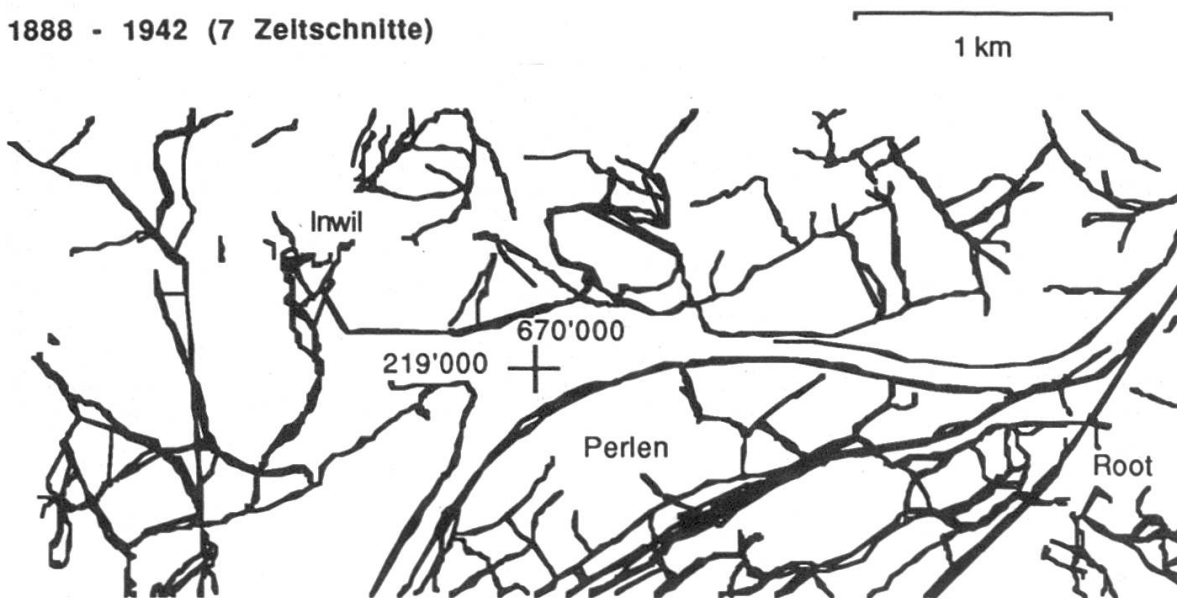 1888 - 1942 (7 Zeitschnitte)
1 km
Inwil
670'000
219'000
Perlen
Root